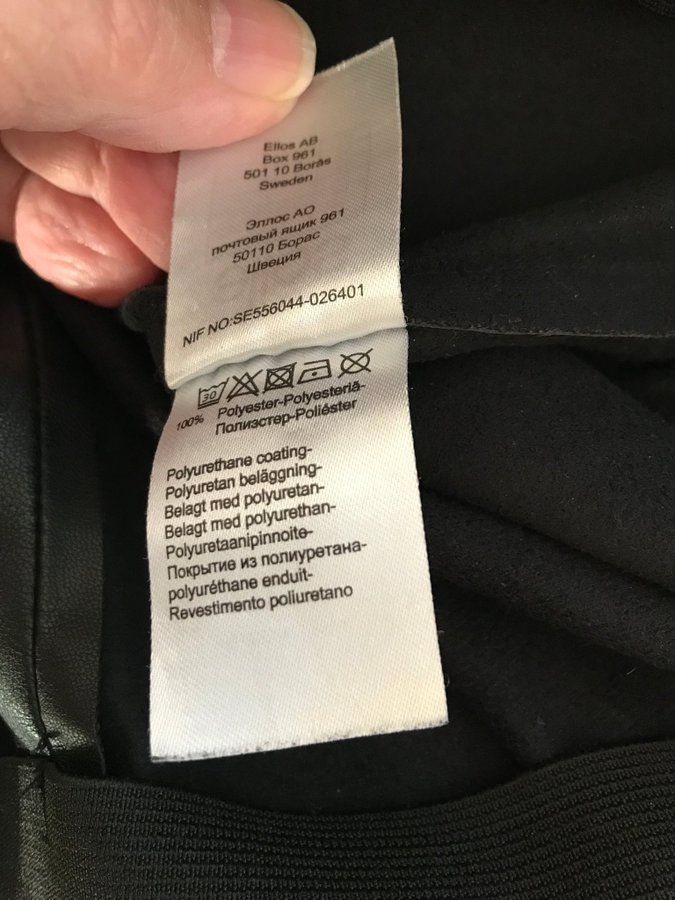 Ellos AB
Box 961
501 10 Borås
Sweden
Эллос АО
почтовый ящик 961
50110 Борас
Швеция
NIF NO:SE556044-026401
30
100% Polyester-Polyesteriä-
Полиэстер-Poliéster
Polyurethane coating-
Polyuretan beläggning-
Belagt med polyuretan-
Belagt med polyurethan-
Polyuretaanipinnoite-
Покрытие из полиуретана-
polyuréthane enduit-
Revestimento poliuretano